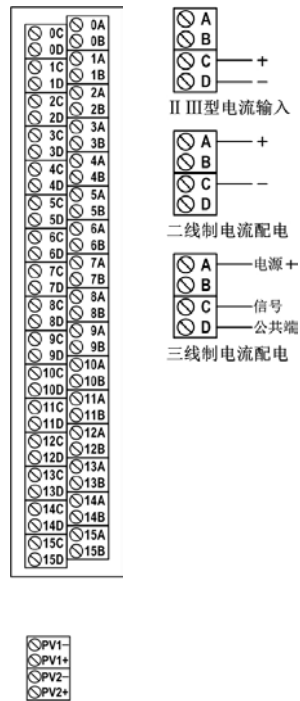 0A
0B
0C
0D
1A
1B
1C
1D
2A
2B
2C
2D
3A
3B
3C
3D
4A
4B
4C
4D
5A
5B
5C
5D
6A
6B
6C
6D
7A
7B
7C
7D
8A
8B
8C
8D
9A
9B
9C
9D
10A
10B
10C
10D
11A
11B
11C
11D
12A
12B
12C
12D
13A
13B
13C
13D
14A
14B
14C
14D
15A
15B
15C
15D
A
B
C +
D −
II III型电流输入
A +
B
C −
D
二线制电流配电
A 电源+
B
C 信号
D 公共端
三线制电流配电
PV1−
PV1+
PV2−
PV2+